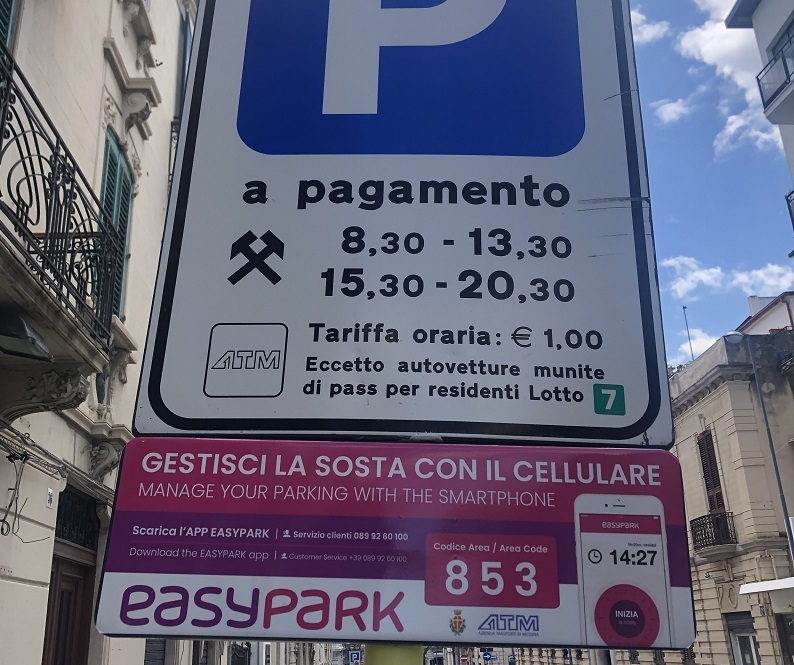 P
a pagamento
8,30 - 13,30
15,30 - 20,30
Tariffa oraria: € 1,00
ATM
Eccetto autovetture munite
di pass per residenti Lotto 7
GESTISCI LA SOSTA CON IL CELLULARE
MANAGE YOUR PARKING WITH THE SMARTPHONE
Scarica l'APP EASYPARK | Servizio clienti 089 92 60 100
Download the EASYPARK app | Customer Service +39 089 92 60 100
Codice Area / Area Code
853
easypark
ATM
easypark
14:27
INIZIA